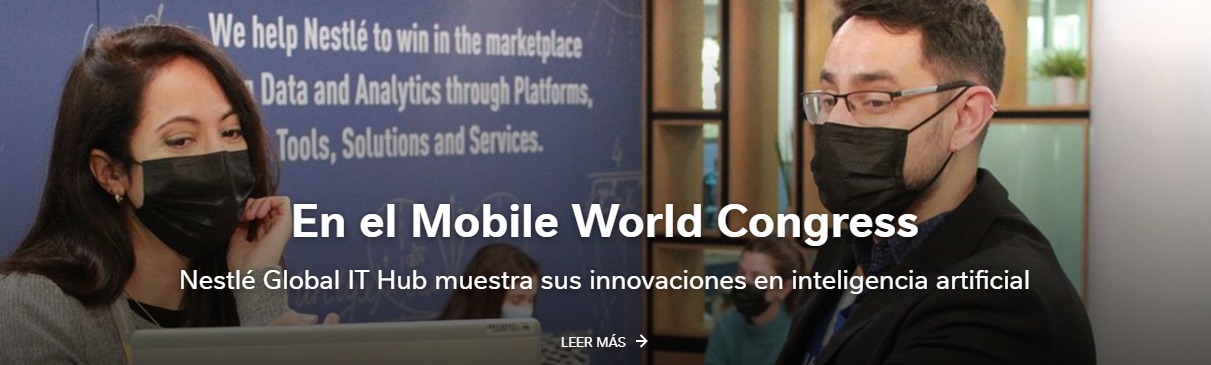 We help Nestlé to win in the marketplace
Data and Analytics through Platforms,
Tools, Solutions and Services.
En el Mobile World Congress
Nestlé Global IT Hub muestra sus innovaciones en inteligencia artificial
LEER MÁS →